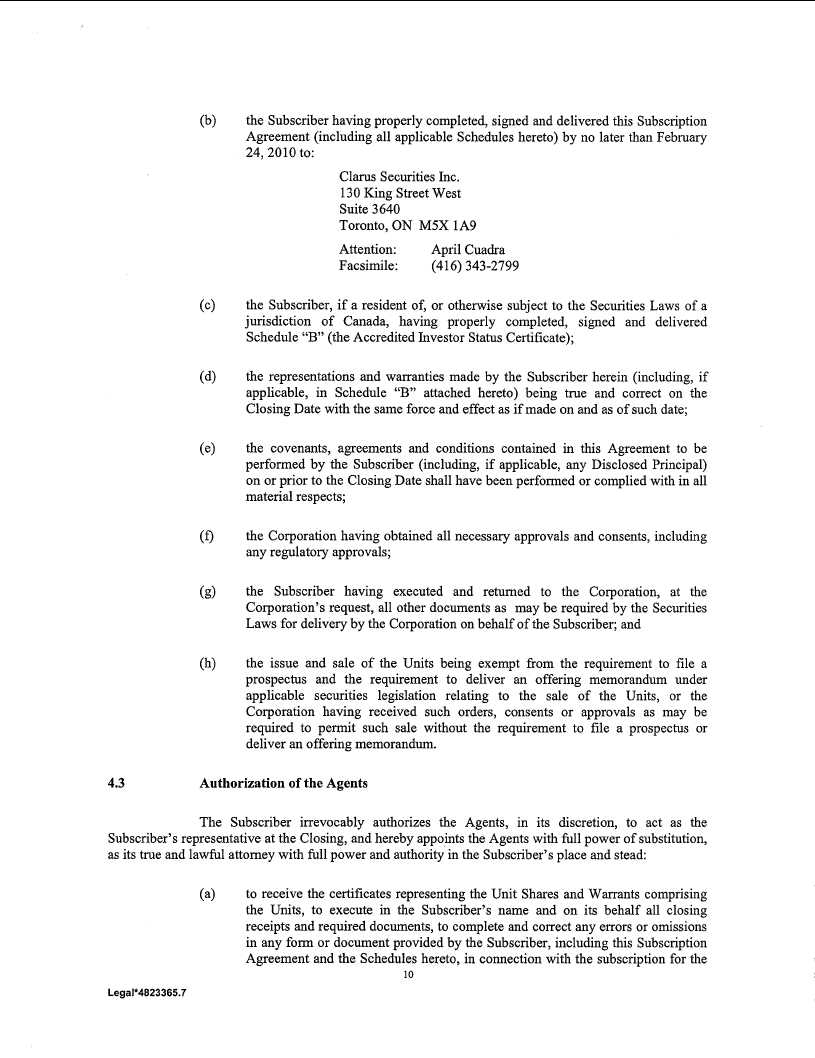 (b) the Subscriber having properly completed, signed and delivered this Subscription
Agreement (including all applicable Schedules hereto) by no later than February
24, 2010 to:
Clarus Securities Inc.
130 King Street West
Suite 3640
Toronto, ON M5X 1A9
Attention: April Cuadra
Facsimile: (416) 343-2799
(c) the Subscriber, if a resident of, or otherwise subject to the Securities Laws of a
jurisdiction of Canada, having properly completed, signed and delivered
Schedule “B” (the Accredited Investor Status Certificate);
(d) the representations and warranties made by the Subscriber herein (including, if
applicable, in Schedule “B” attached hereto) being true and correct on the
Closing Date with the same force and effect as if made on and as of such date;
(e) the covenants, agreements and conditions contained in this Agreement to be
performed by the Subscriber (including, if applicable, any Disclosed Principal)
on or prior to the Closing Date shall have been performed or complied with in all
material respects;
(f) the Corporation having obtained all necessary approvals and consents, including
any regulatory approvals;
(g) the Subscriber having executed and returned to the Corporation, at the
Corporation’s request, all other documents as may be required by the Securities
Laws for delivery by the Corporation on behalf of the Subscriber; and
(h) the issue and sale of the Units being exempt from the requirement to file a
prospectus and the requirement to deliver an offering memorandum under
applicable securities legislation relating to the sale of the Units, or the
Corporation having received such orders, consents or approvals as may be
required to permit such sale without the requirement to file a prospectus or
deliver an offering memorandum.
4.3 Authorization of the Agents
The Subscriber irrevocably authorizes the Agents, in its discretion, to act as the
Subscriber’s representative at the Closing, and hereby appoints the Agents with full power of substitution,
as its true and lawful attorney with full power and authority in the Subscriber’s place and stead:
(a) to receive the certificates representing the Unit Shares and Warrants comprising
the Units, to execute in the Subscriber’s name and on its behalf all closing
receipts and required documents, to complete and correct any errors or omissions
in any form or document provided by the Subscriber, including this Subscription
Agreement and the Schedules hereto, in connection with the subscription for the
10
Legal*4823365.7